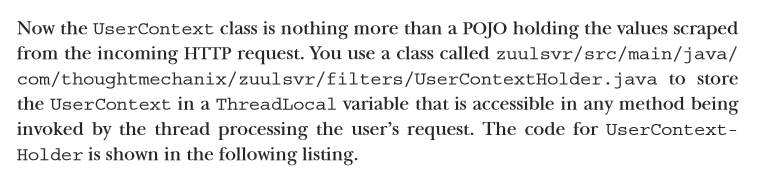 Now the UserContext class is nothing more than a POJO holding the values scraped
from the incoming HTTP request. You use a class called zuulsvr/src/main/java/
com/thoughtmechanix/zuulsvr/filters/UserContextHolder.java to store
the UserContext in a ThreadLocal variable that is accessible in any method being
invoked by the thread processing the user’s request. The code for UserContext-
Holder is shown in the following listing.